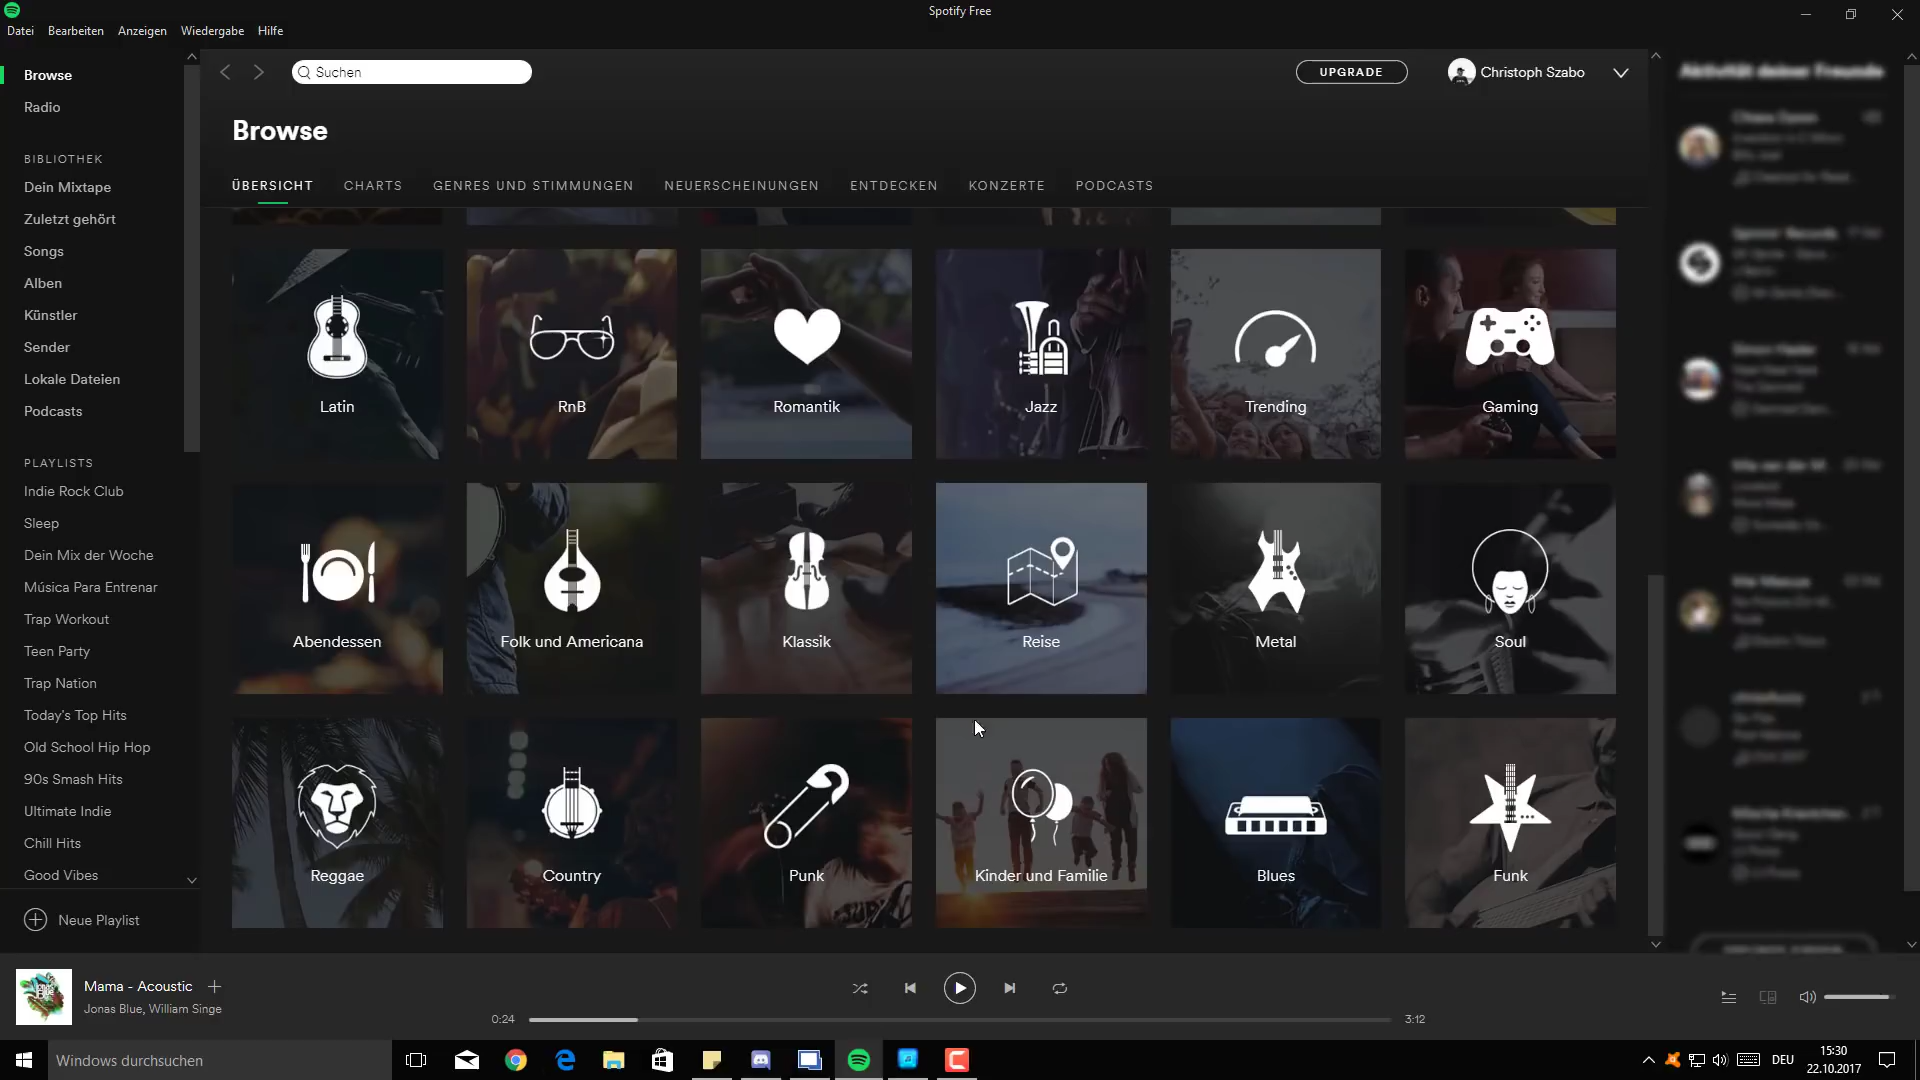 Spotify Free
Datei Bearbeiten Anzeigen Wiedergabe Hilfe
Browse
Radio
BIBLIOTHEK
Dein Mixtape
Zuletzt gehört
Songs
Alben
Künstler
Sender
Lokale Dateien
Podcasts
PLAYLISTS
Indie Rock Club
Sleep
Dein Mix der Woche
Música Para Entrenar
Trap Workout
Teen Party
Trap Nation
Today's Top Hits
Old School Hip Hop
90s Smash Hits
Ultimate Indie
Chill Hits
Good Vibes
Neue Playlist
Suchen
UPGRADE
Christoph Szabo
Browse
ÜBERSICHT CHARTS GENRES UND STIMMUNGEN NEUERSCHEINUNGEN ENTDECKEN KONZERTE PODCASTS
Latin RnB Romantik Jazz Trending Gaming
Abendessen Folk und Americana Klassik Reise Metal Soul
Reggae Country Punk Kinder und Familie Blues Funk
Aktivität deiner Freunde
Mama - Acoustic
Jonas Blue, William Singe
0:24 3:12
Windows durchsuchen
DEU
15:30
22.10.2017